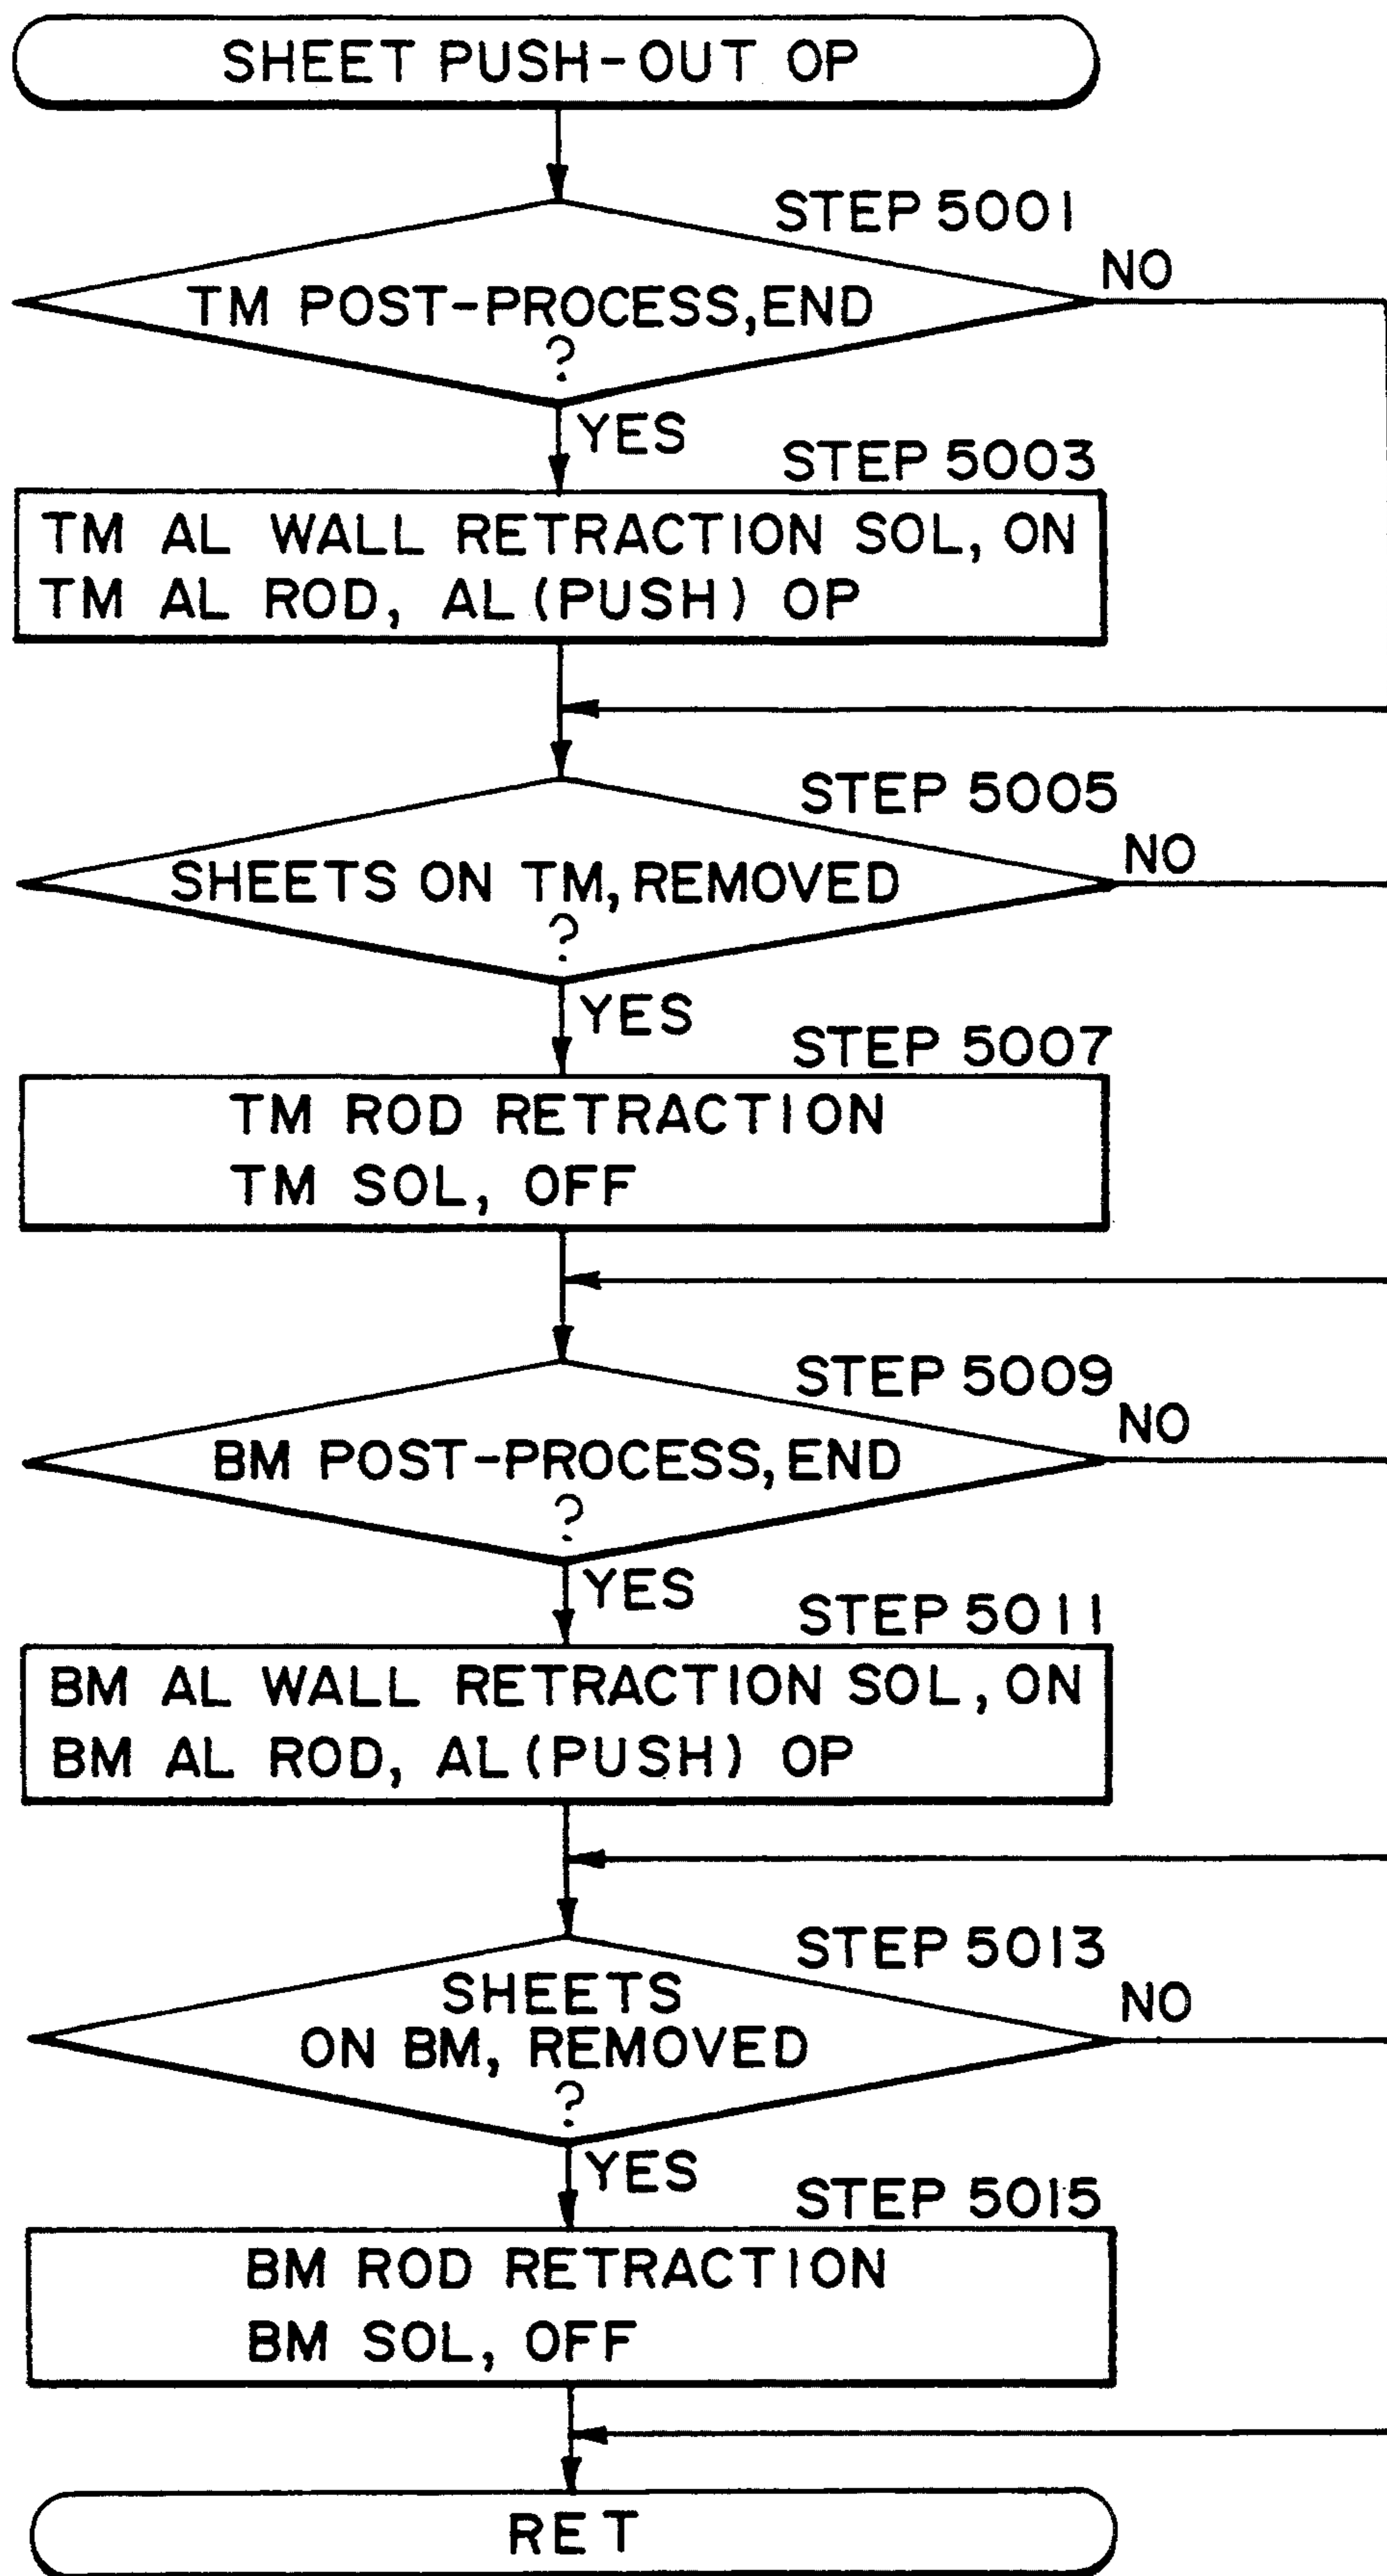 SHEET PUSH-OUT OP
STEP 5001
NO
TM POST-PROCESS, END
?
YES
STEP 5003
TM AL WALL RETRACTION SOL, ON
TM AL ROD, AL (PUSH) OP
STEP 5005
NO
SHEETS ON TM, REMOVED
?
YES
STEP 5007
TM ROD RETRACTION
TM SOL, OFF
STEP 5009
NO
BM POST-PROCESS, END
?
YES
STEP 5011
BM AL WALL RETRACTION SOL, ON
BM AL ROD, AL (PUSH) OP
STEP 5013
NO
SHEETS
ON BM, REMOVED
?
YES
STEP 5015
BM ROD RETRACTION
BM SOL, OFF
RET